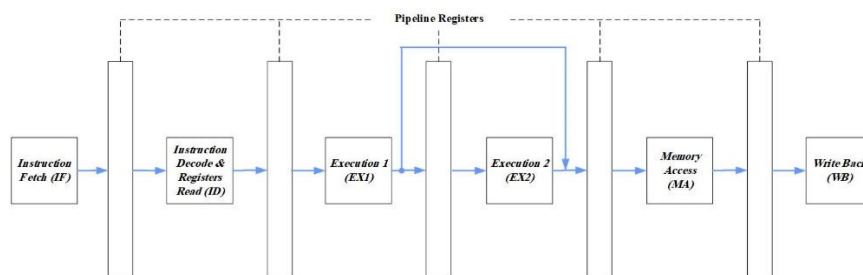 Pipeline Registers
Instruction
Fetch (IF)
Instruction
Decode &
Registers
Read (ID)
Execution 1
(EX1)
Execution 2
(EX2)
Memory
Access
(MA)
Write Back
(WB)